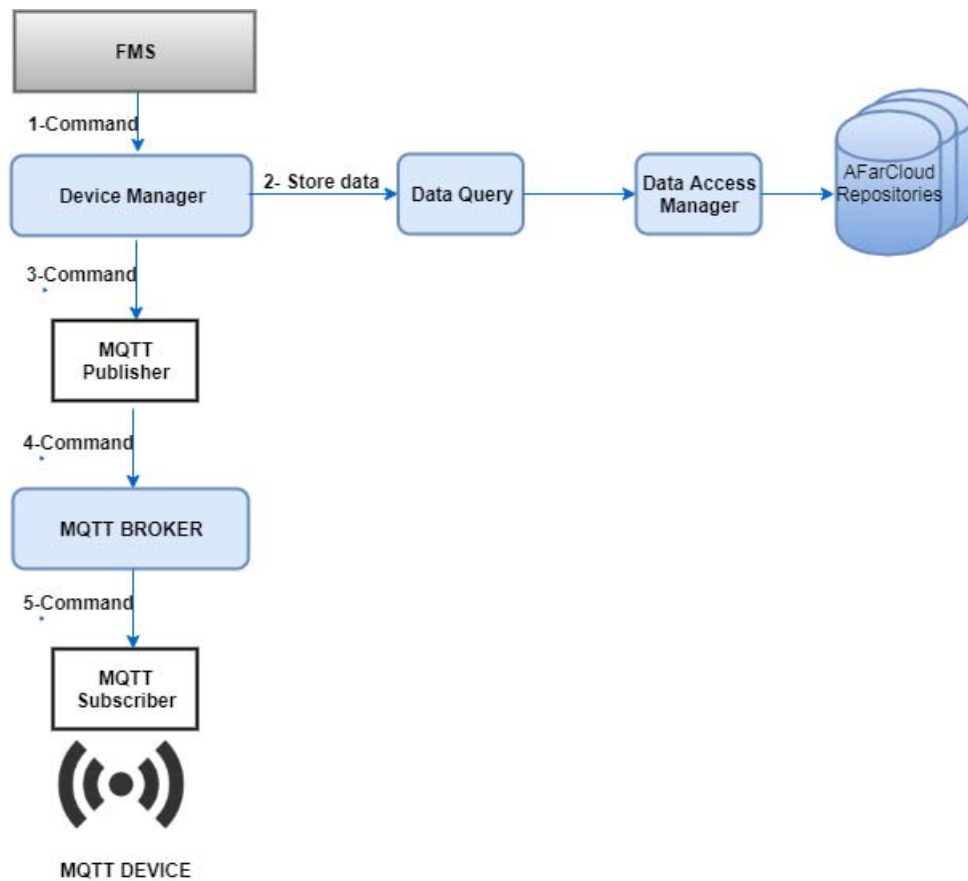 FMS
1-Command
Device Manager
2- Store data
Data Query
Data Access
Manager
AFarCloud
Repositories
3-Command
MQTT
Publisher
4-Command
MQTT BROKER
5-Command
MQTT
Subscriber
MQTT DEVICE